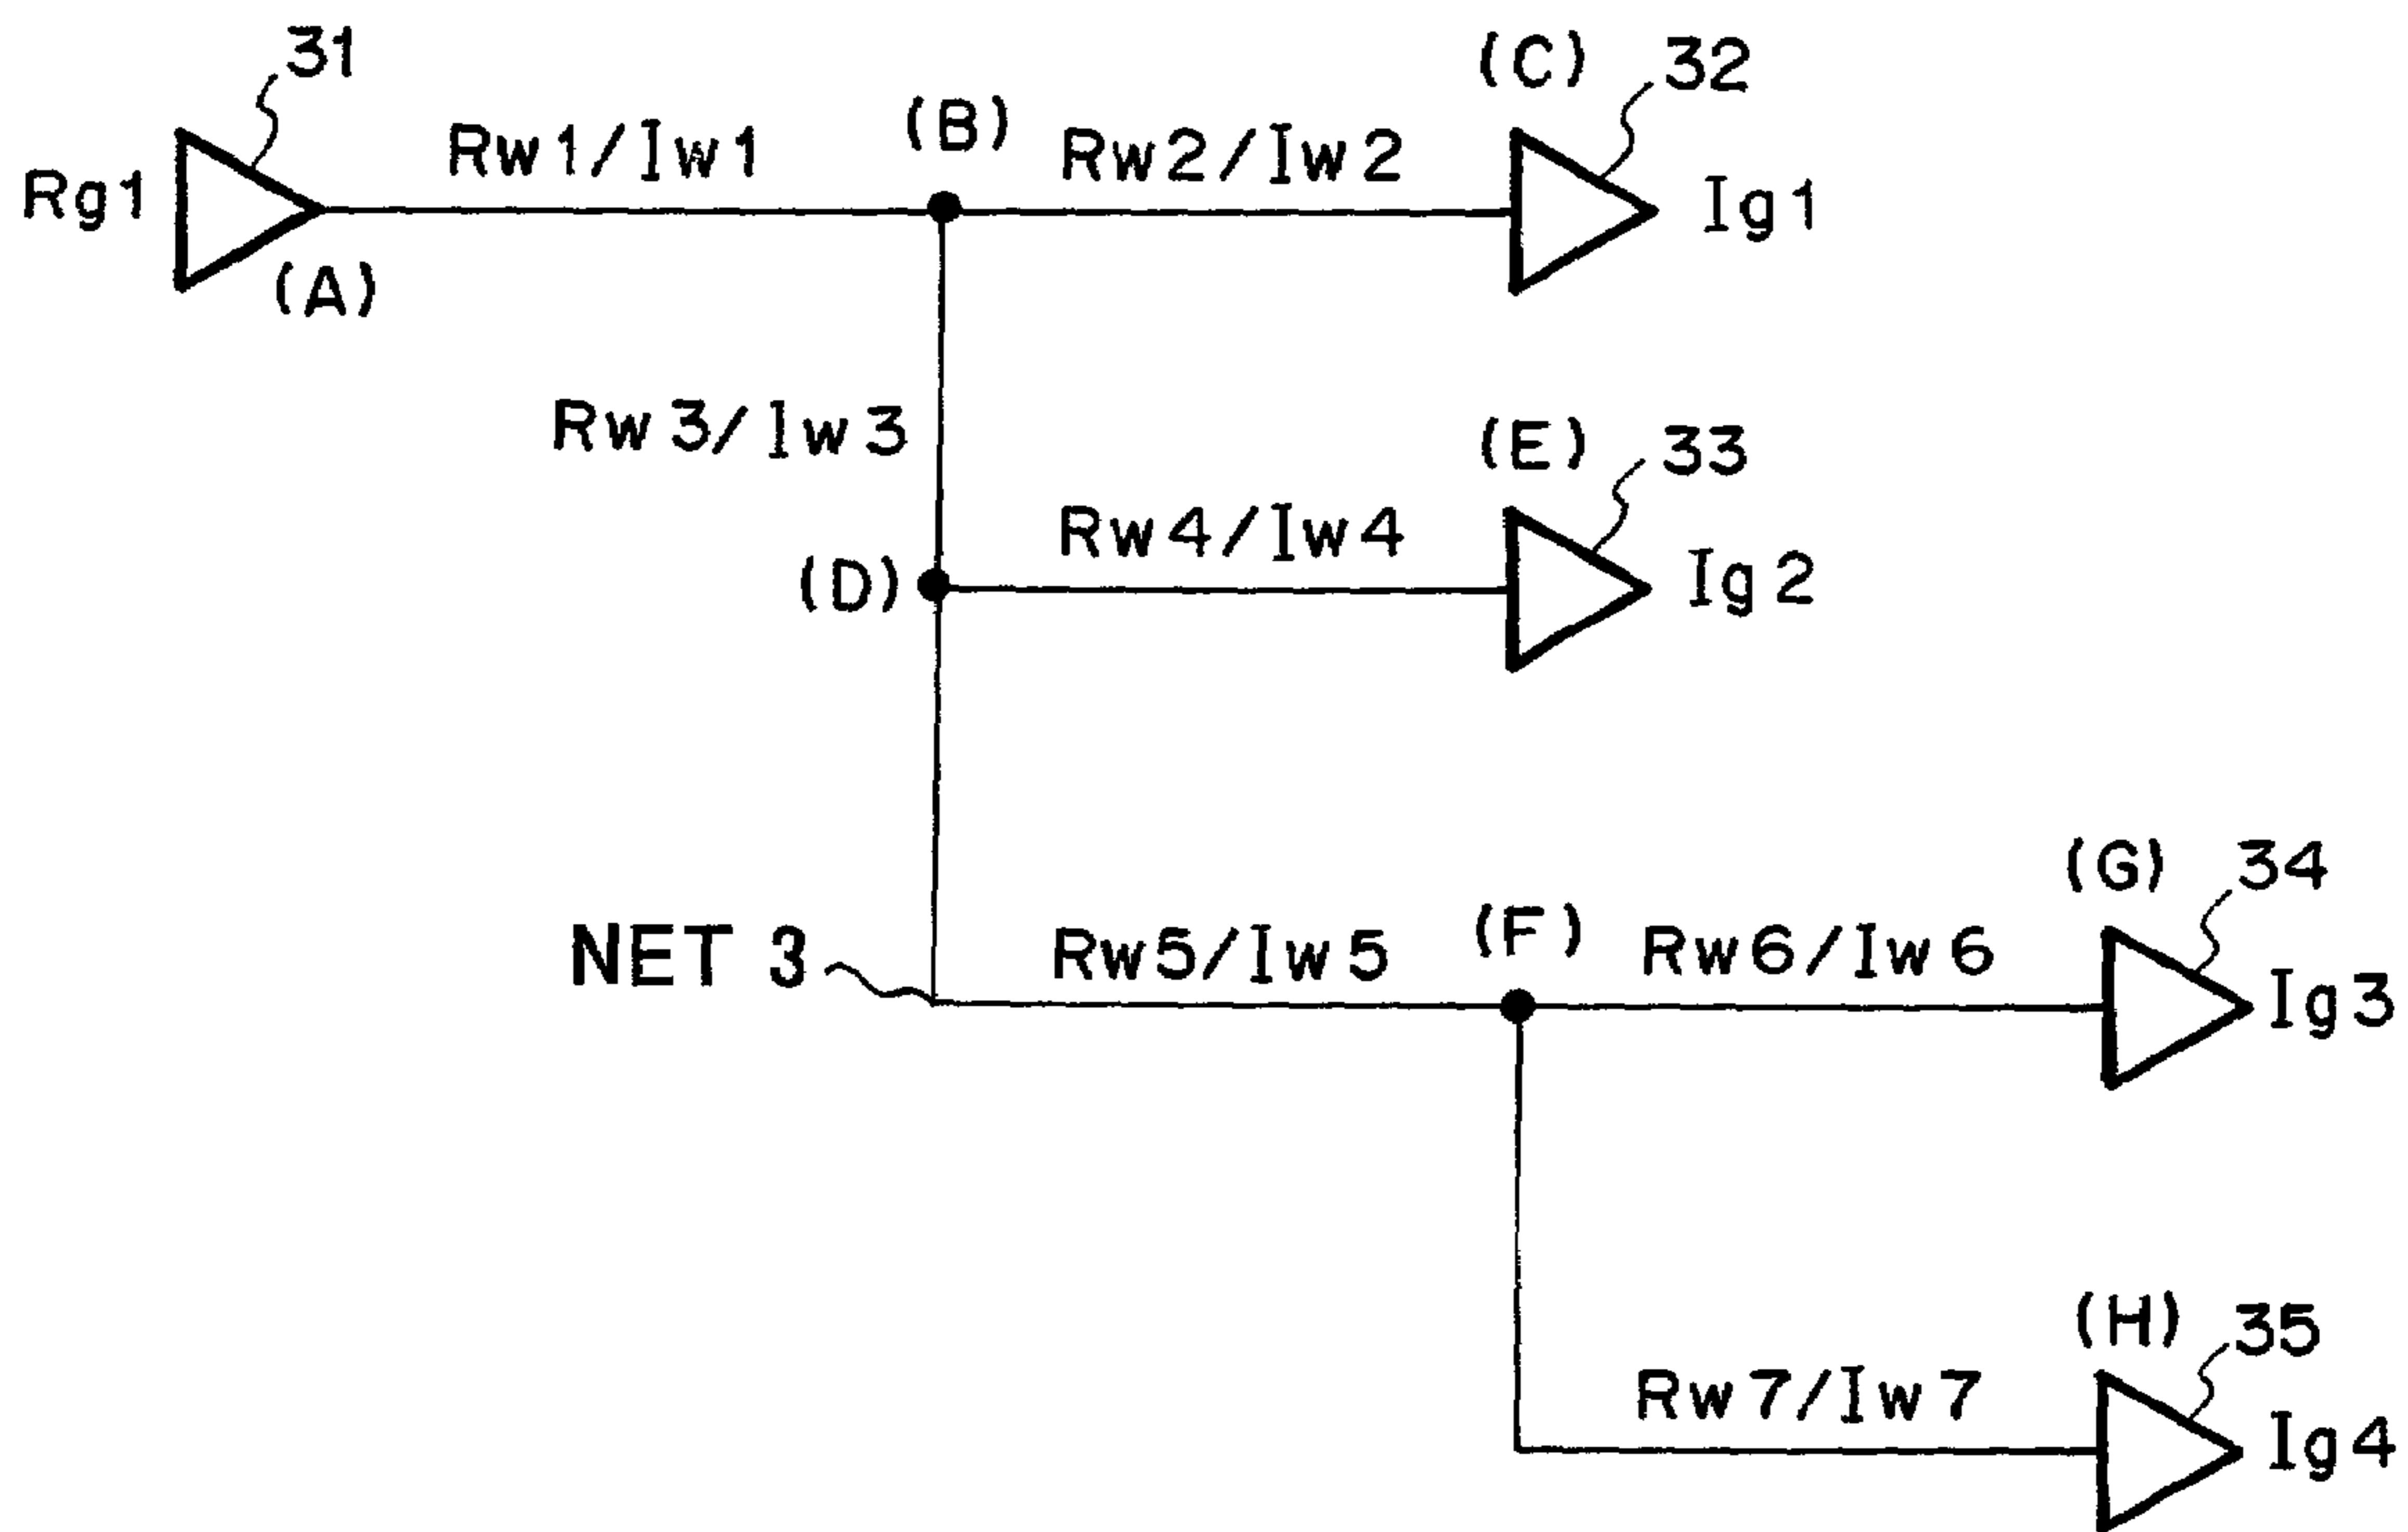 31
(C) 32
Rw1/Iw1 (B) Rw2/Iw2
Rg1 Ig1
(A)
Rw3/Iw3
(E) 33
Rw4/Iw4
(D) Ig2
(G) 34
NET 3 Rw5/Iw5 (F) Rw6/Iw6
Ig3
(H) 35
Rw7/Iw7
Ig4